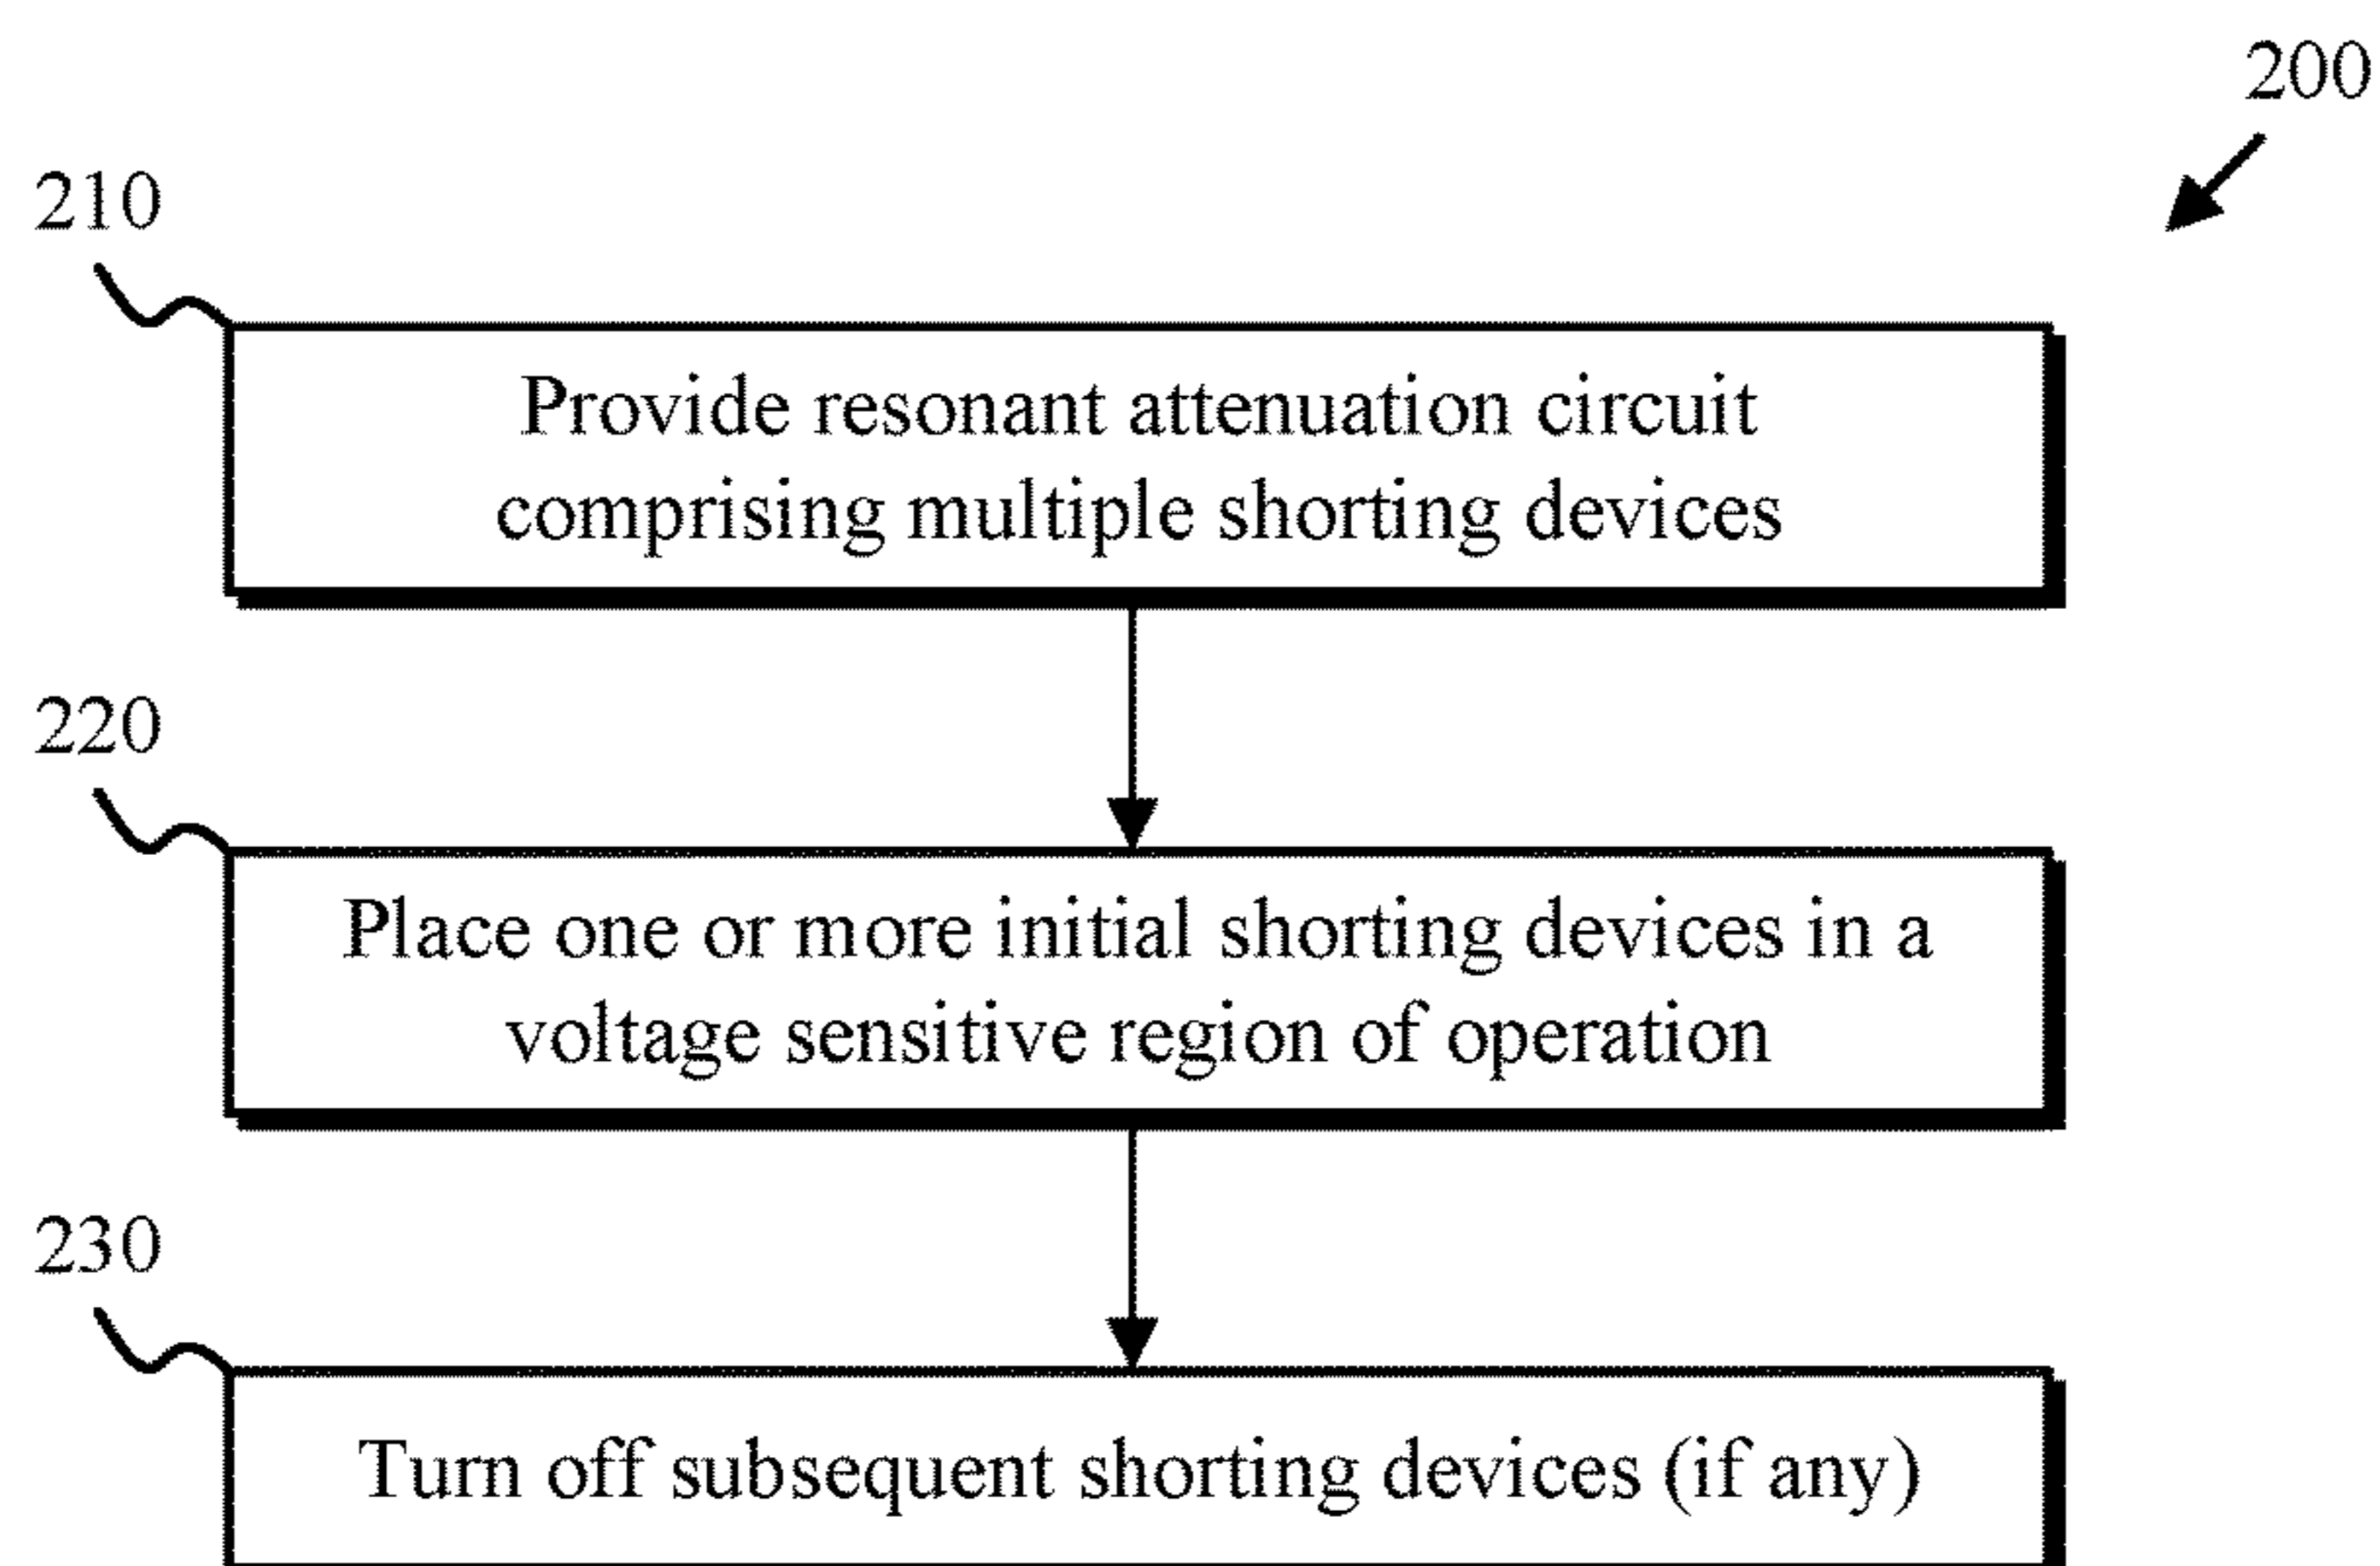 200
210
Provide resonant attenuation circuit
comprising multiple shorting devices
220
Place one or more initial shorting devices in a
voltage sensitive region of operation
230
Turn off subsequent shorting devices (if any)